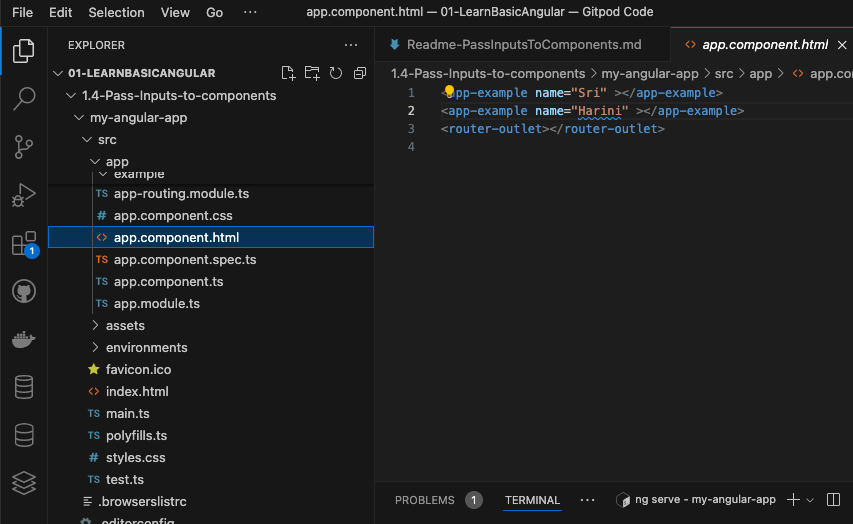 File Edit Selection View Go ··· app.component.html — 01-LearnBasicAngular — Gitpod Code
EXPLORER ···
01-LEARNBASICANGULAR
1.4-Pass-Inputs-to-components
my-angular-app
src
app
example
TS app-routing.module.ts
# app.component.css
<> app.component.html
TS app.component.spec.ts
TS app.component.ts
TS app.module.ts
assets
environments
favicon.ico
<> index.html
TS main.ts
TS polyfills.ts
# styles.css
TS test.ts
.browserslistrc
.editorconfig
1
Readme-PassInputsToComponents.md <> app.component.html ×
1.4-Pass-Inputs-to-components > my-angular-app > src > app > <> app.co
1 <app-example name="Sri" ></app-example>
2 <app-example name="Harini" ></app-example>
3 <router-outlet></router-outlet>
4
PROBLEMS 1 TERMINAL ··· ng serve - my-angular-app